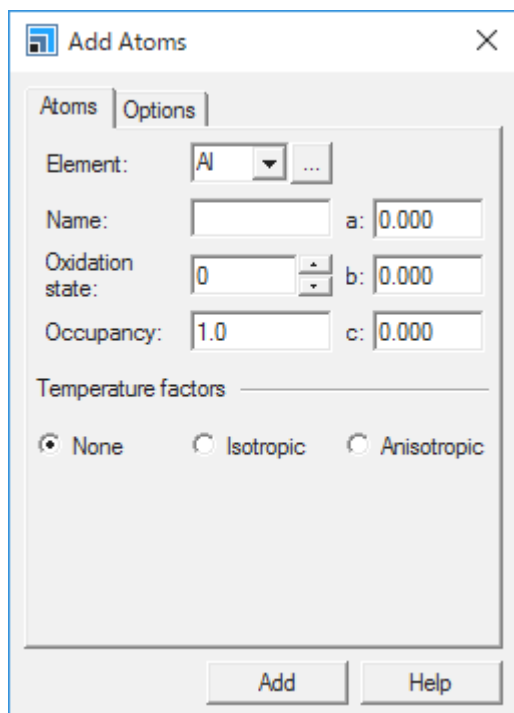 Add Atoms
Atoms Options
Element: Al ...
Name: a: 0.000
Oxidation
state: 0 b: 0.000
Occupancy: 1.0 c: 0.000
Temperature factors
None Isotropic Anisotropic
Add Help